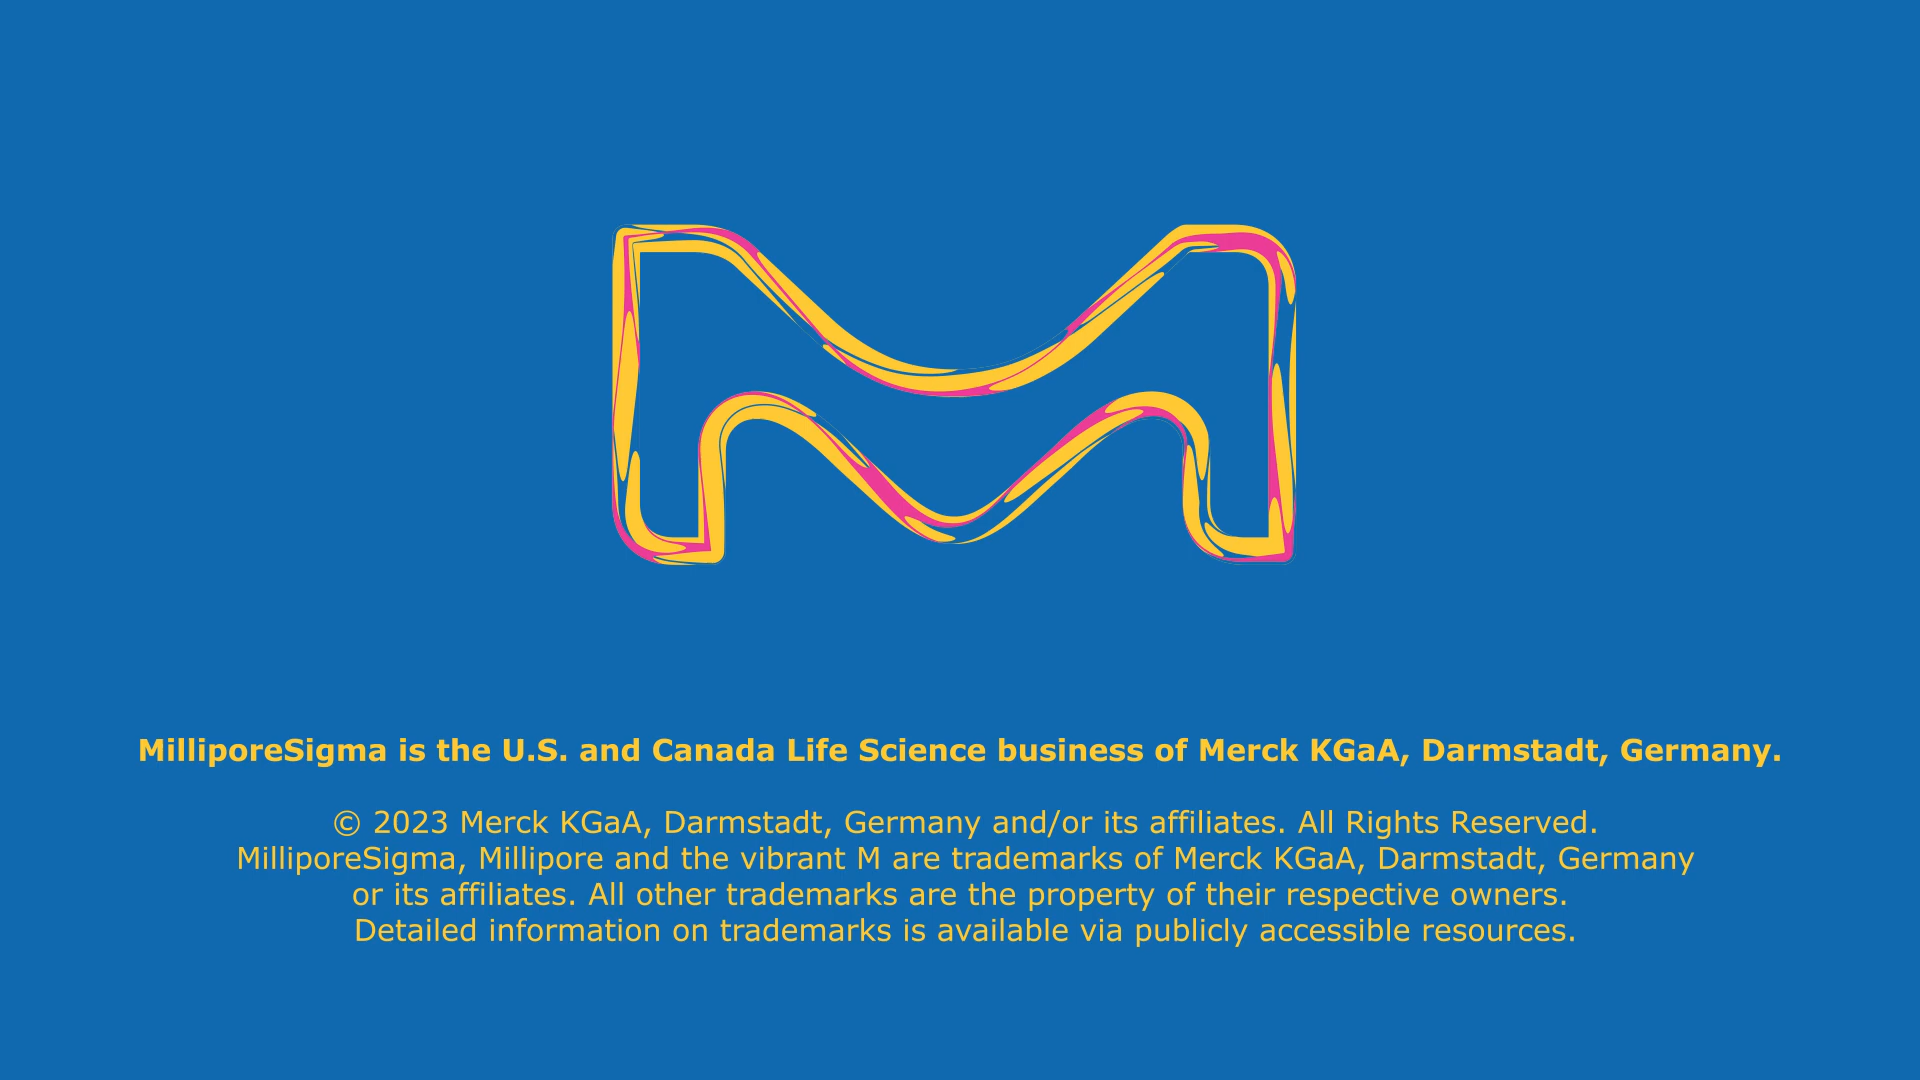 M
MilliporeSigma is the U.S. and Canada Life Science business of Merck KGaA, Darmstadt, Germany.
© 2023 Merck KGaA, Darmstadt, Germany and/or its affiliates. All Rights Reserved.
MilliporeSigma, Millipore and the vibrant M are trademarks of Merck KGaA, Darmstadt, Germany
or its affiliates. All other trademarks are the property of their respective owners.
Detailed information on trademarks is available via publicly accessible resources.